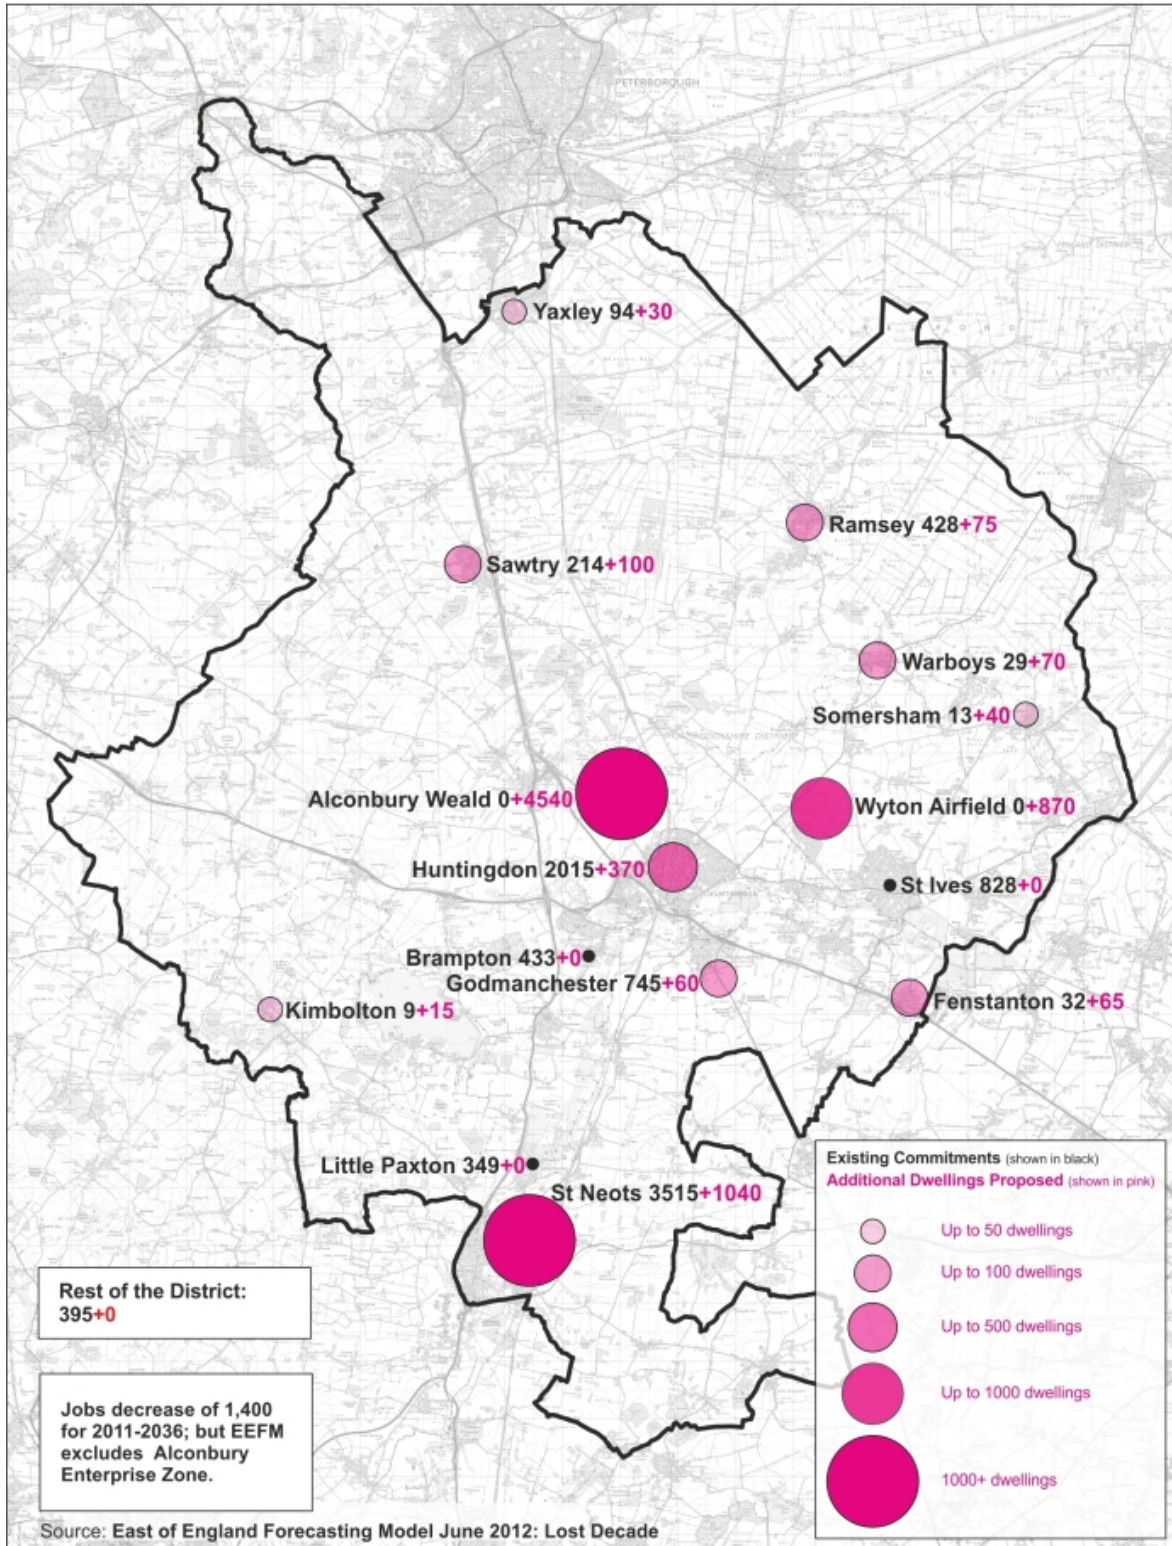 PETERBOROUGH
Yaxley 94+30
Ramsey 428+75
Sawtry 214+100
Warboys 29+70
Somersham 13+40
Alconbury Weald 0+4540
Wyton Airfield 0+870
Huntingdon 2015+370
St Ives 828+0
Brampton 433+0
Godmanchester 745+60
Kimbolton 9+15
Fenstanton 32+65
Little Paxton 349+0
St Neots 3515+1040
Existing Commitments (shown in black)
Additional Dwellings Proposed (shown in pink)
Up to 50 dwellings
Up to 100 dwellings
Up to 500 dwellings
Up to 1000 dwellings
1000+ dwellings
Rest of the District:
395+0
Jobs decrease of 1,400
for 2011-2036; but EEFM
excludes Alconbury
Enterprise Zone.
Source: East of England Forecasting Model June 2012: Lost Decade